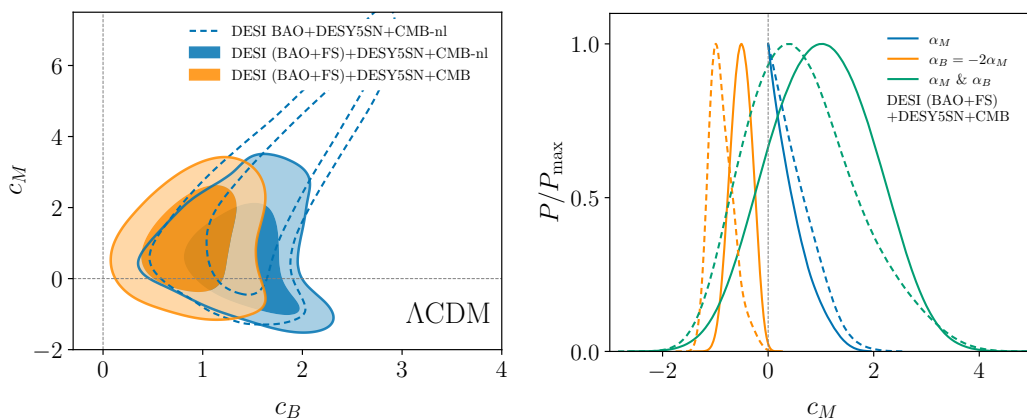 DESI BAO+DESY5SN+CMB-nl
DESI (BAO+FS)+DESY5SN+CMB-nl
DESI (BAO+FS)+DESY5SN+CMB
6
4
2
0
−2
c_M
ΛCDM
0
1
2
3
4
c_B
α_M
α_B = −2α_M
α_M & α_B
DESI (BAO+FS)
+DESY5SN+CMB
1.0
0.5
0.0
P/P_max
−2
0
2
4
c_M